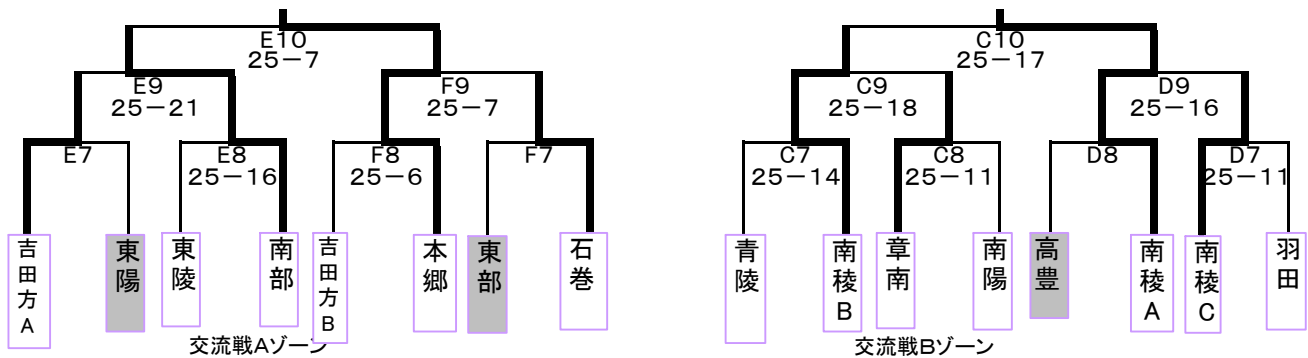 E10
25－7
E9
25－21
F9
25－7
E7
E8
25－16
F8
25－6
F7
吉田方A
東陽
東陵
南部
吉田方B
本郷
東部
石巻
交流戦Aゾーン
C10
25－17
C9
25－18
D9
25－16
C7
25－14
C8
25－11
D8
D7
25－11
青陵
南稜B
章南
南陽
高豊
南稜A
南稜C
羽田
交流戦Bゾーン